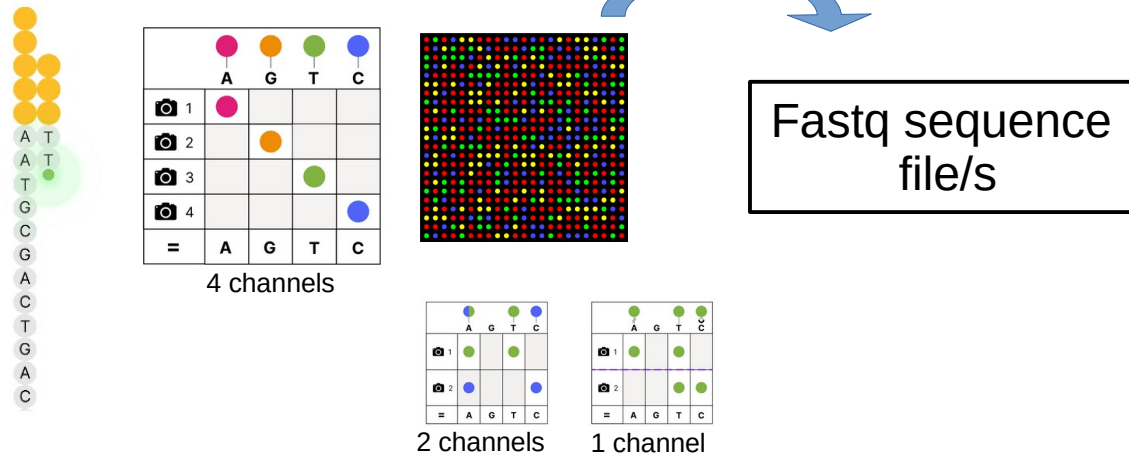 A T
A T
T
G
C
G
A
C
T
G
A
C
A G T C
1
2
3
4
= A G T C
4 channels
Fastq sequence
file/s
A G T C
1
2
= A G T C
2 channels
A G T C
1
2
= A G T C
1 channel